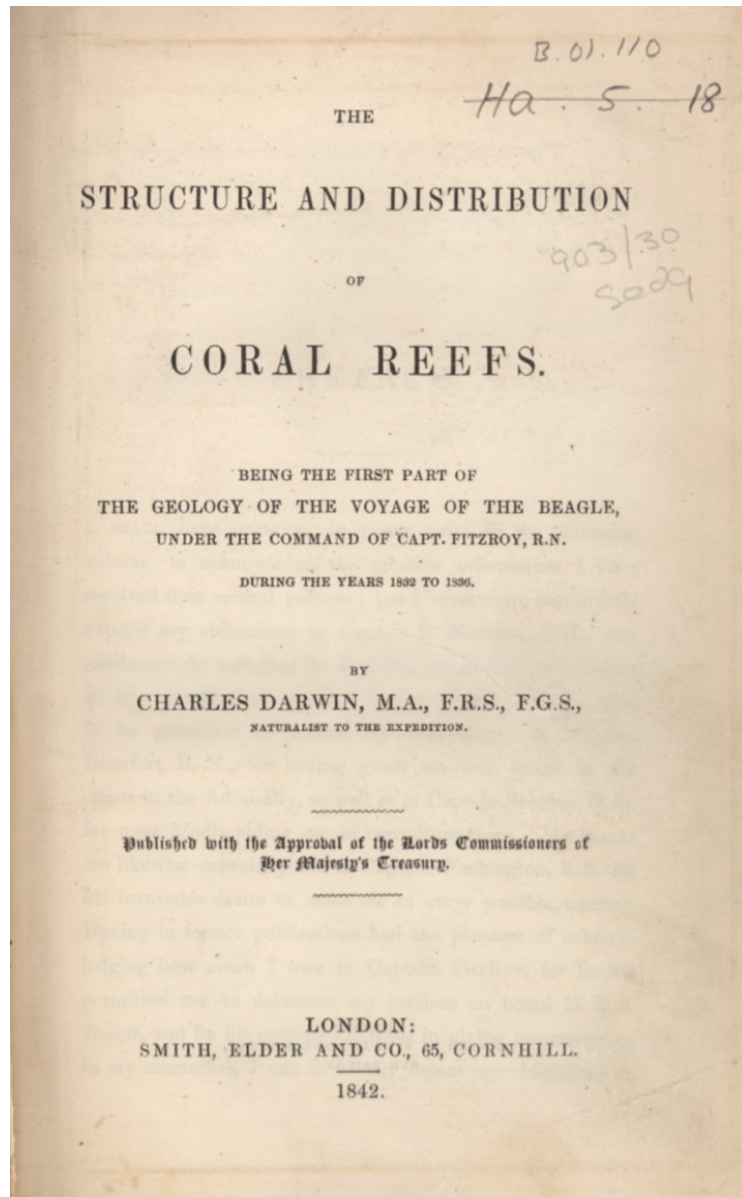 B.01.110
Ha. 5. 18
THE
STRUCTURE AND DISTRIBUTION
903/.30
Sedg
OF
CORAL REEFS.
BEING THE FIRST PART OF
THE GEOLOGY OF THE VOYAGE OF THE BEAGLE,
UNDER THE COMMAND OF CAPT. FITZROY, R.N.
DURING THE YEARS 1832 TO 1836.
BY
CHARLES DARWIN, M.A., F.R.S., F.G.S.,
NATURALIST TO THE EXPEDITION.
Published with the Approval of the Lords Commissioners of
Her Majesty's Treasury.
LONDON:
SMITH, ELDER AND CO., 65, CORNHILL.
1842.